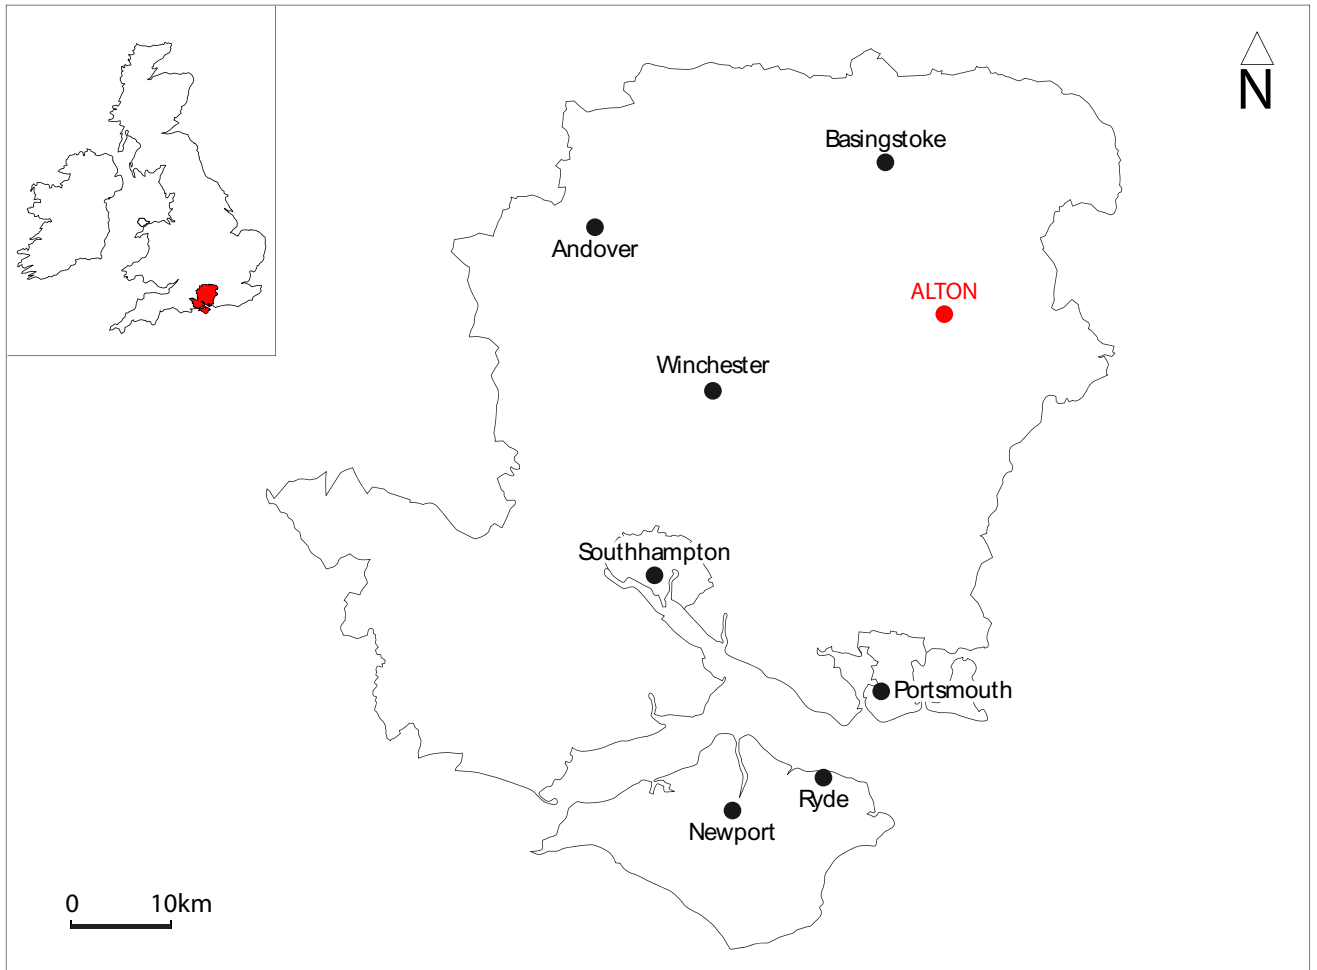 N
Basingstoke
Andover
ALTON
Winchester
Southhampton
Portsmouth
Ryde
Newport
0 10km